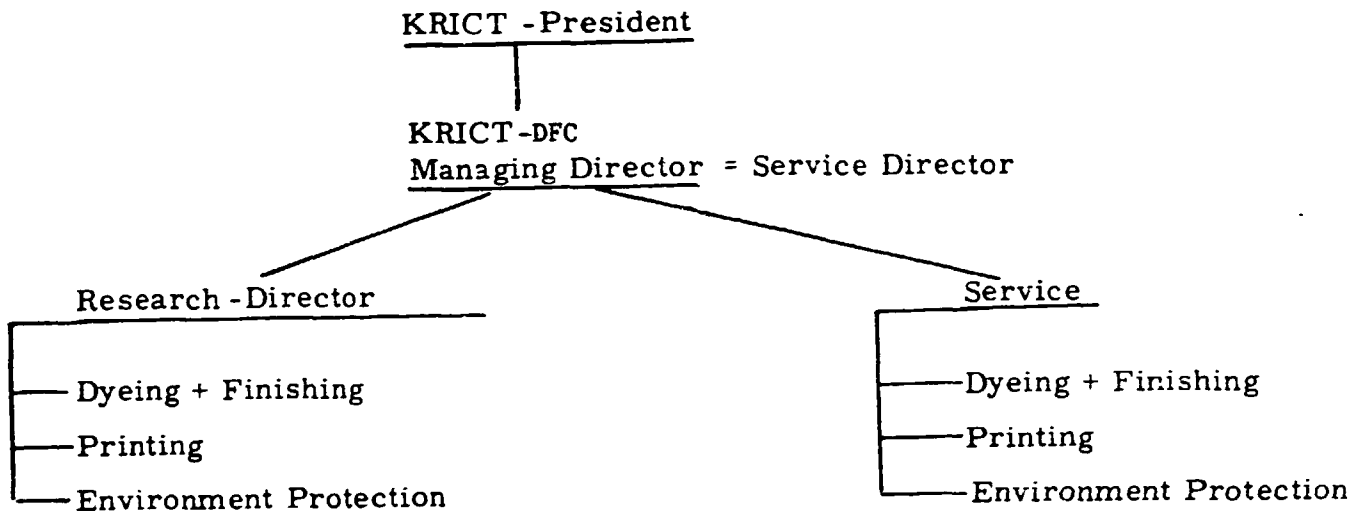 KRICT - President
KRICT - DFC
Managing Director = Service Director
Research - Director
Dyeing + Finishing
Printing
Environment Protection
Service
Dyeing + Finishing
Printing
Environment Protection